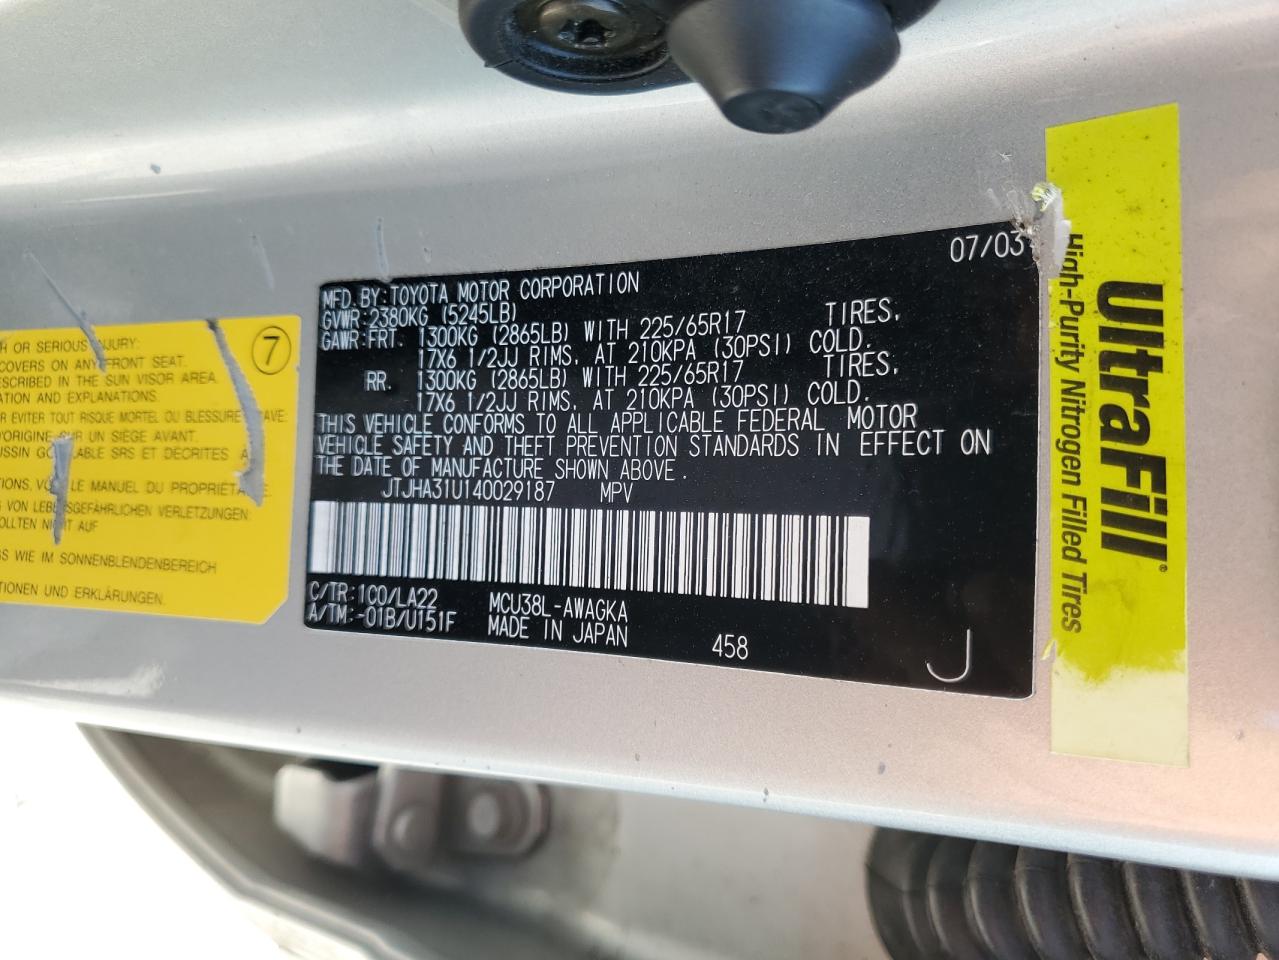 07/03
MFD. BY:TOYOTA MOTOR CORPORATION
GVWR:2380KG (5245LB)
GAWR:FRT. 1300KG (2865LB) WITH 225/65R17 TIRES,
17X6 1/2JJ RIMS, AT 210KPA (30PSI) COLD.
RR. 1300KG (2865LB) WITH 225/65R17 TIRES,
17X6 1/2JJ RIMS, AT 210KPA (30PSI) COLD.
THIS VEHICLE CONFORMS TO ALL APPLICABLE FEDERAL MOTOR
VEHICLE SAFETY AND THEFT PREVENTION STANDARDS IN EFFECT ON
THE DATE OF MANUFACTURE SHOWN ABOVE.
JTJHA31U140029187 MPV
C/TR:1C0/LA22 MCU38L-AWAGKA
A/TM:-01B/U151F MADE IN JAPAN 458
J
7
OR SERIOUS INJURY:
COVERS ON ANY FRONT SEAT.
IN THE SUN VISOR AREA.
AND EXPLANATIONS.
EVITER TOUT RISQUE MORTEL OU BLESSURE
SUR UN SIÈGE AVANT.
SRS ET DÉCRITES
LE MANUEL DU
VON VERLETZUNGEN:
AUF
WIE IM SONNENBLENDENBEREICH
UND ERKLÄRUNGEN.
UltraFill®
High-Purity Nitrogen Filled Tires